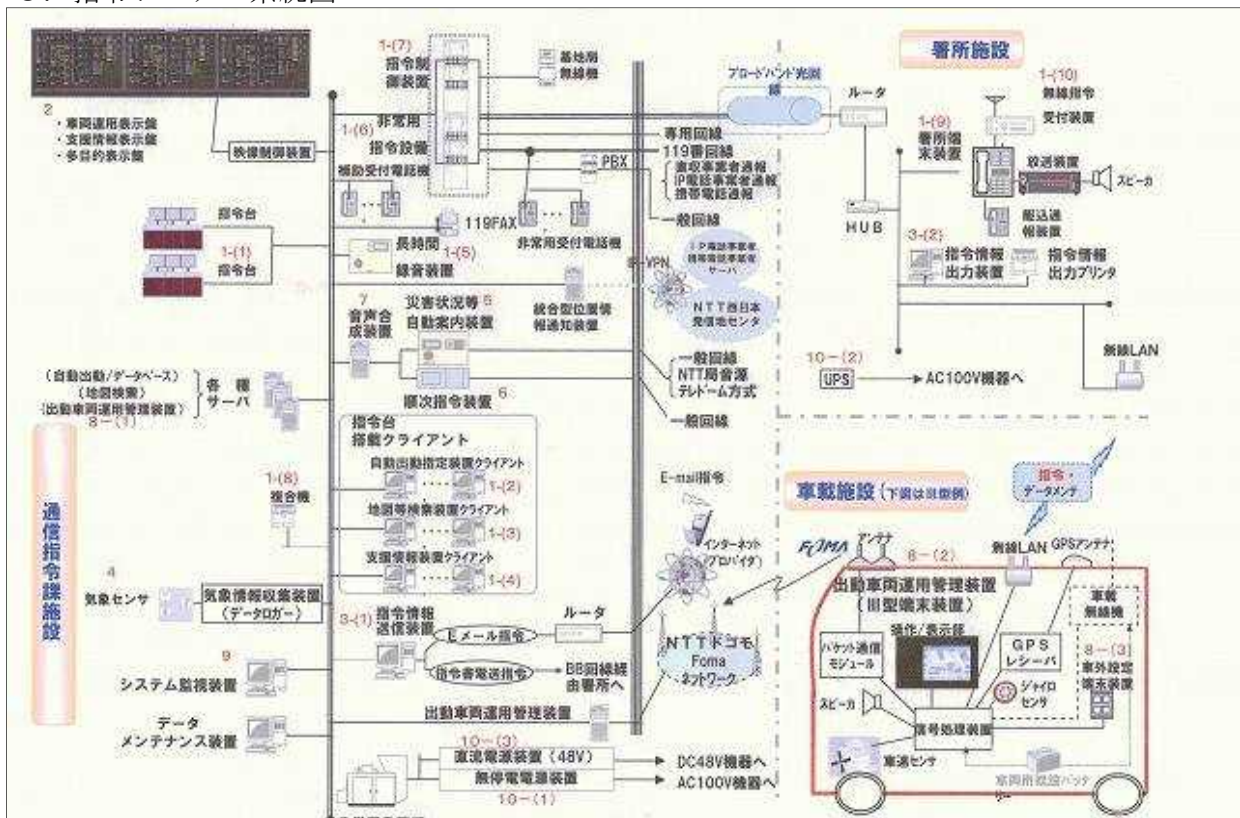 2
・車両運用表示盤
・支援情報表示盤
・多目的表示盤
映像制御装置
1-(7)
指令制
御装置
基地局
無線機
1-(6)
非常用
指令設備
補助受付電話機
119FAX
非常用受付電話機
PBX
専用回線
119番回線
直収事業者通報
IP電話事業者通報
携帯電話通報
一般回線
指令台
1-(1)
指令台
長時間
1-(5)
録音装置
IP-VPN
IP電話事業者
携帯電話事業者
サーバ
NTT西日本
発信地センタ
統合型位置情
報通知装置
7
音声合
成装置
災害状況等
5
自動案内装置
6
順次指令装置
一般回線
NTT局音源
テレドーム方式
一般回線
(自動出動/データベース)
(地図検索)
(出動車両運用管理装置)
8-(1)
各種
サーバ
通信指令課施設
指令台
搭載クライアント
自動出動指定装置クライアント
1-(2)
地図等検索装置クライアント
1-(3)
支援情報装置クライアント
1-(4)
1-(8)
複合機
4
気象センサ
気象情報収集装置
(データロガー)
3-(1)
指令情報
送信装置
Eメール指令
ルータ
指令書電送指令
BB回線経
由署所へ
E-mail指令
インターネット
(プロバイダ)
NTTドコモ
Foma
ネットワーク
9
システム監視装置
データ
メンテナンス装置
出動車両運用管理装置
10-(3)
直流電源装置(48V)
DC48V機器へ
無停電電源装置
AC100V機器へ
10-(1)
ブロードバンド光回
線
ルータ
署所施設
1-(10)
無線指令
受付装置
1-(9)
署所端
末装置
放送装置
スピーカ
駆込通
報装置
HUB
3-(2)
指令情報
出力装置
指令情報
出力プリンタ
無線LAN
10-(2)
UPS
AC100V機器へ
車載施設(下図はⅢ型例)
指令・
データメンテ
FOMA
アンテナ
8-(2)
無線LAN
GPSアンテナ
出動車両運用管理装置
(Ⅲ型端末装置)
操作/表示部
車載
無線機
パケット通信
モジュール
GPS
レシーバ
8-(3)
車外設定
端末装置
ジャイロ
センサ
スピーカ
信号処理装置
車速センサ